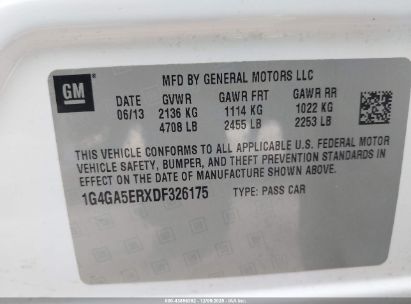 GM
MFD BY GENERAL MOTORS LLC
DATE GVWR GAWR FRT GAWR RR
06/13 2136 KG 1114 KG 1022 KG
4708 LB 2455 LB 2253 LB
THIS VEHICLE CONFORMS TO ALL APPLICABLE U.S. FEDERAL MOTOR
VEHICLE SAFETY, BUMPER, AND THEFT PREVENTION STANDARDS IN
EFFECT ON THE DATE OF MANUFACTURE SHOWN ABOVE.
1G4GA5ERXDF326175 TYPE: PASS CAR